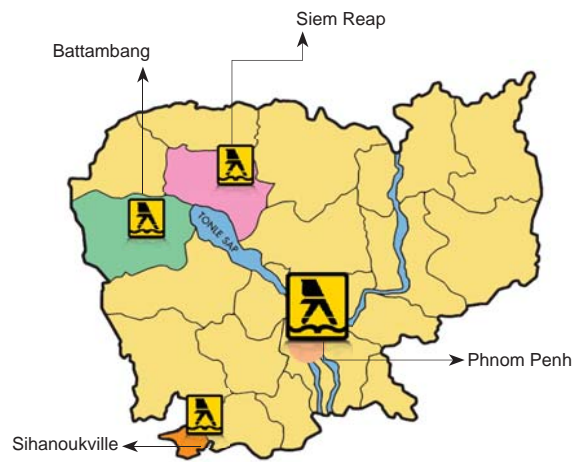 Siem Reap
Battambang
TONLE SAP
Phnom Penh
Sihanoukville